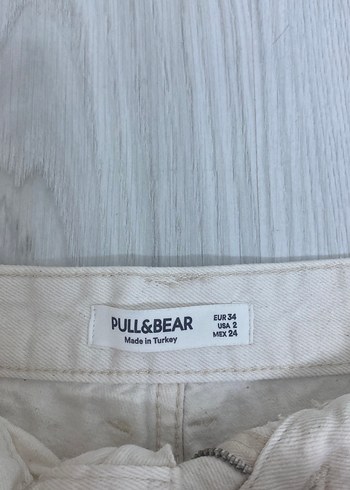 PULL&BEAR
Made in Turkey
EUR 34
USA 2
MEX 24